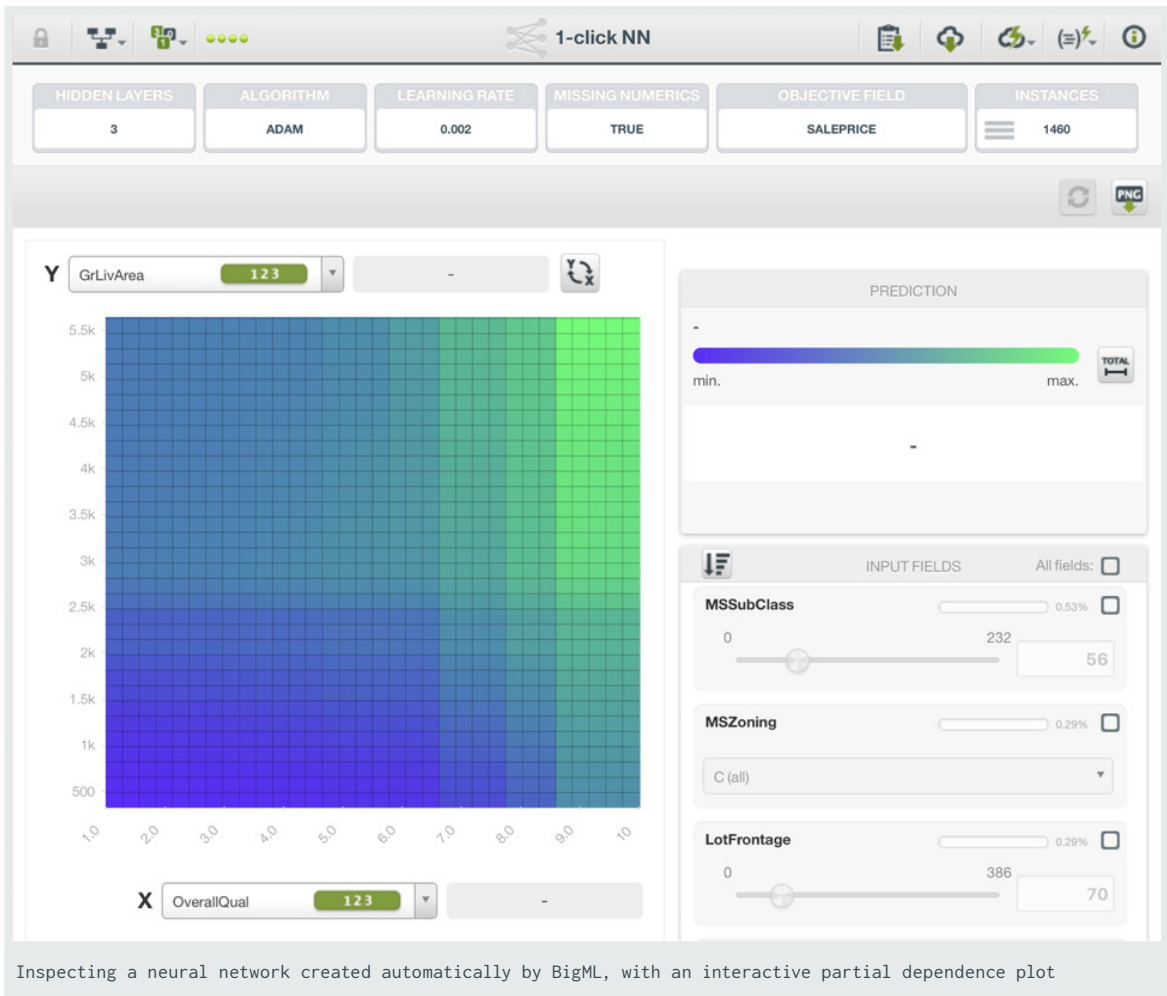 1-click NN
HIDDEN LAYERS ALGORITHM LEARNING RATE MISSING NUMERICS OBJECTIVE FIELD INSTANCES
3 ADAM 0.002 TRUE SALEPRICE 1460
PNG
Y GrLivArea 123 - Y X
5.5k
5k
4.5k
4k
3.5k
3k
2.5k
2k
1.5k
1k
500
1.0 2.0 3.0 4.0 5.0 6.0 7.0 8.0 9.0 10
X OverallQual 123 -
PREDICTION
-
TOTAL
min. max.
-
INPUT FIELDS All fields:
MSSubClass 0.53%
0 232
56
MSZoning 0.29%
C (all)
LotFrontage 0.29%
0 386
70
Inspecting a neural network created automatically by BigML, with an interactive partial dependence plot